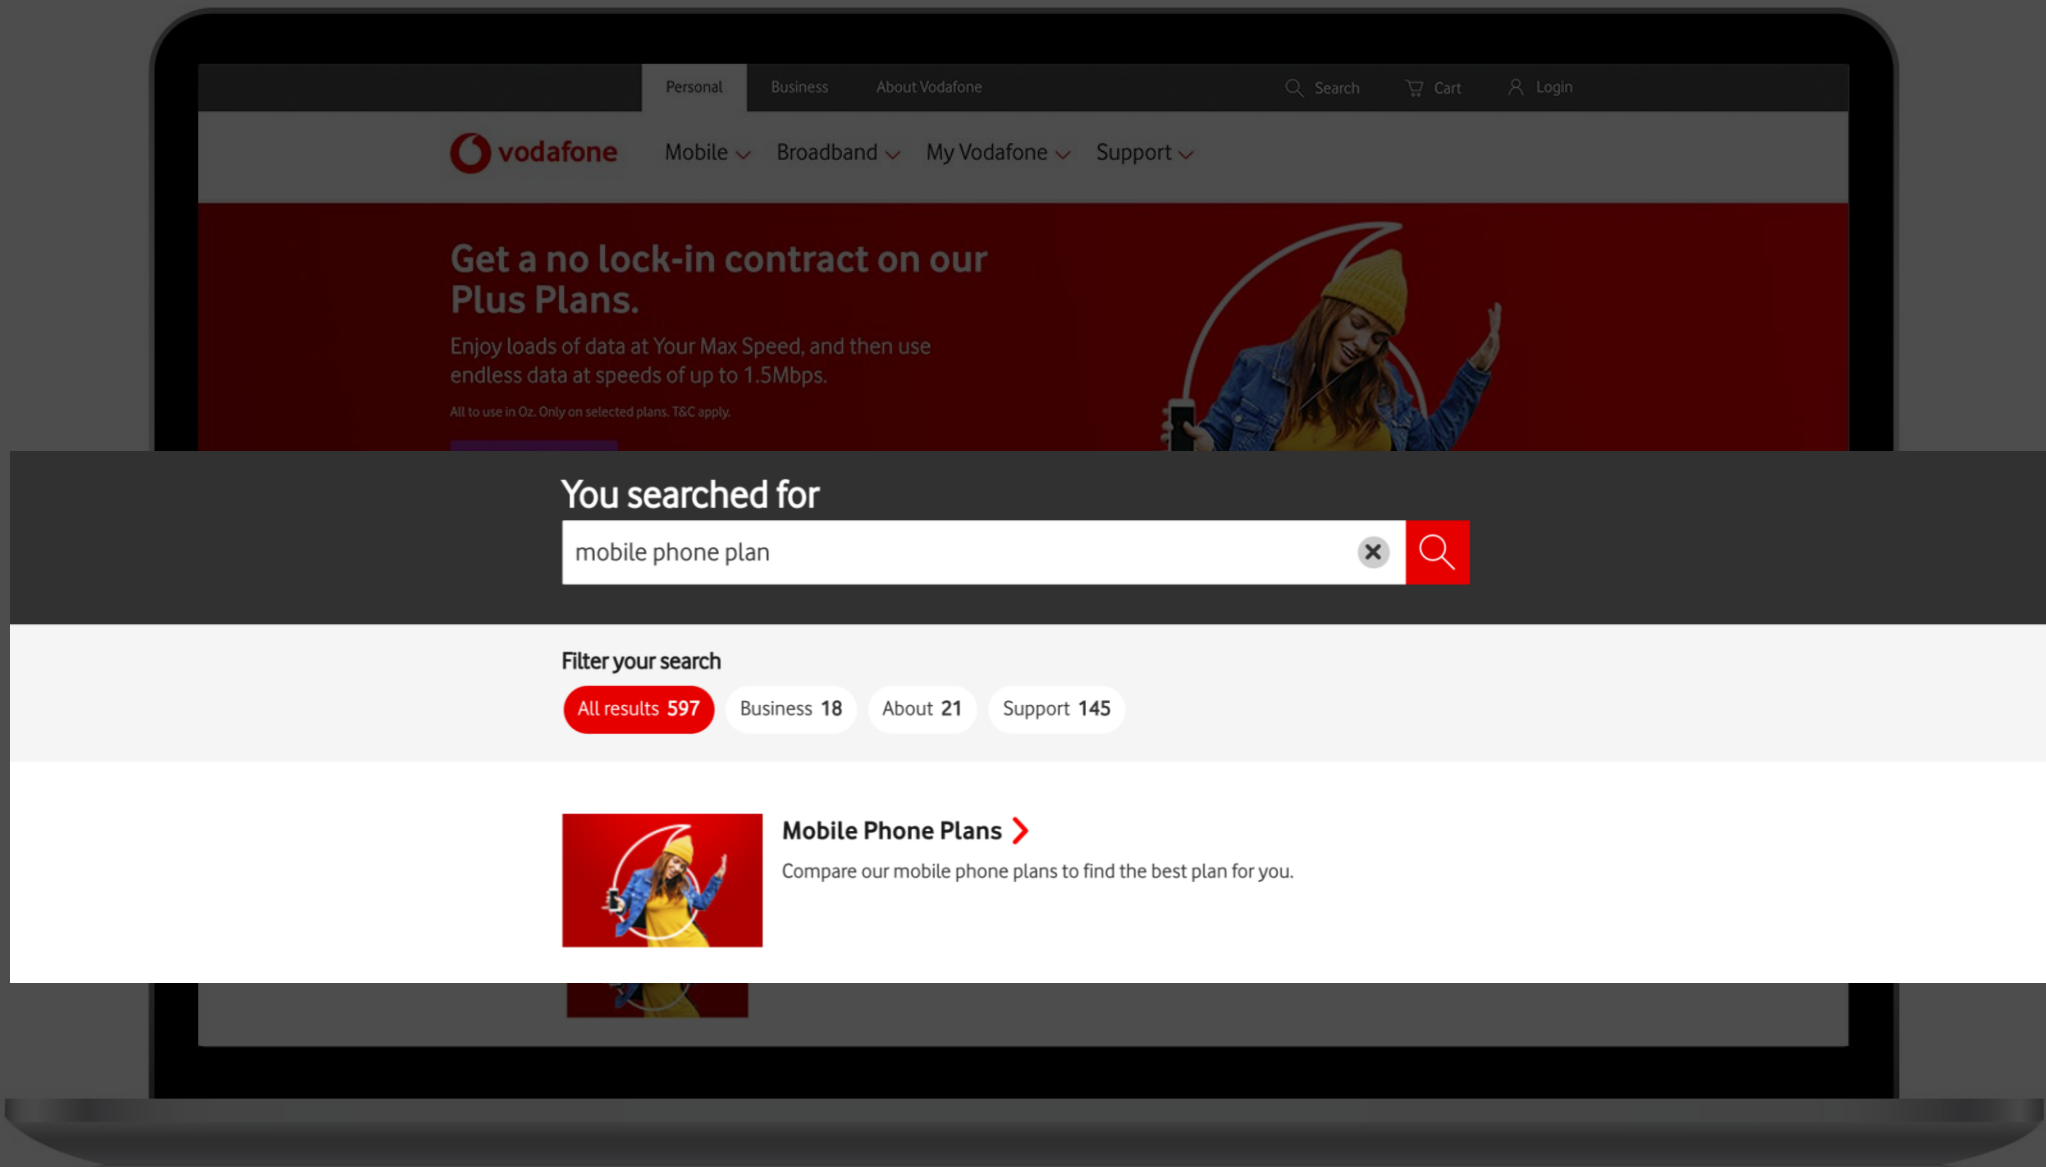 Personal Business About Vodafone Search Cart Login
vodafone Mobile Broadband My Vodafone Support
Get a no lock-in contract on our
Plus Plans.
Enjoy loads of data at Your Max Speed, and then use
endless data at speeds of up to 1.5Mbps.
All to use in Oz. Only on selected plans. T&C apply.
You searched for
mobile phone plan
Filter your search
All results 597 Business 18 About 21 Support 145
Mobile Phone Plans
Compare our mobile phone plans to find the best plan for you.